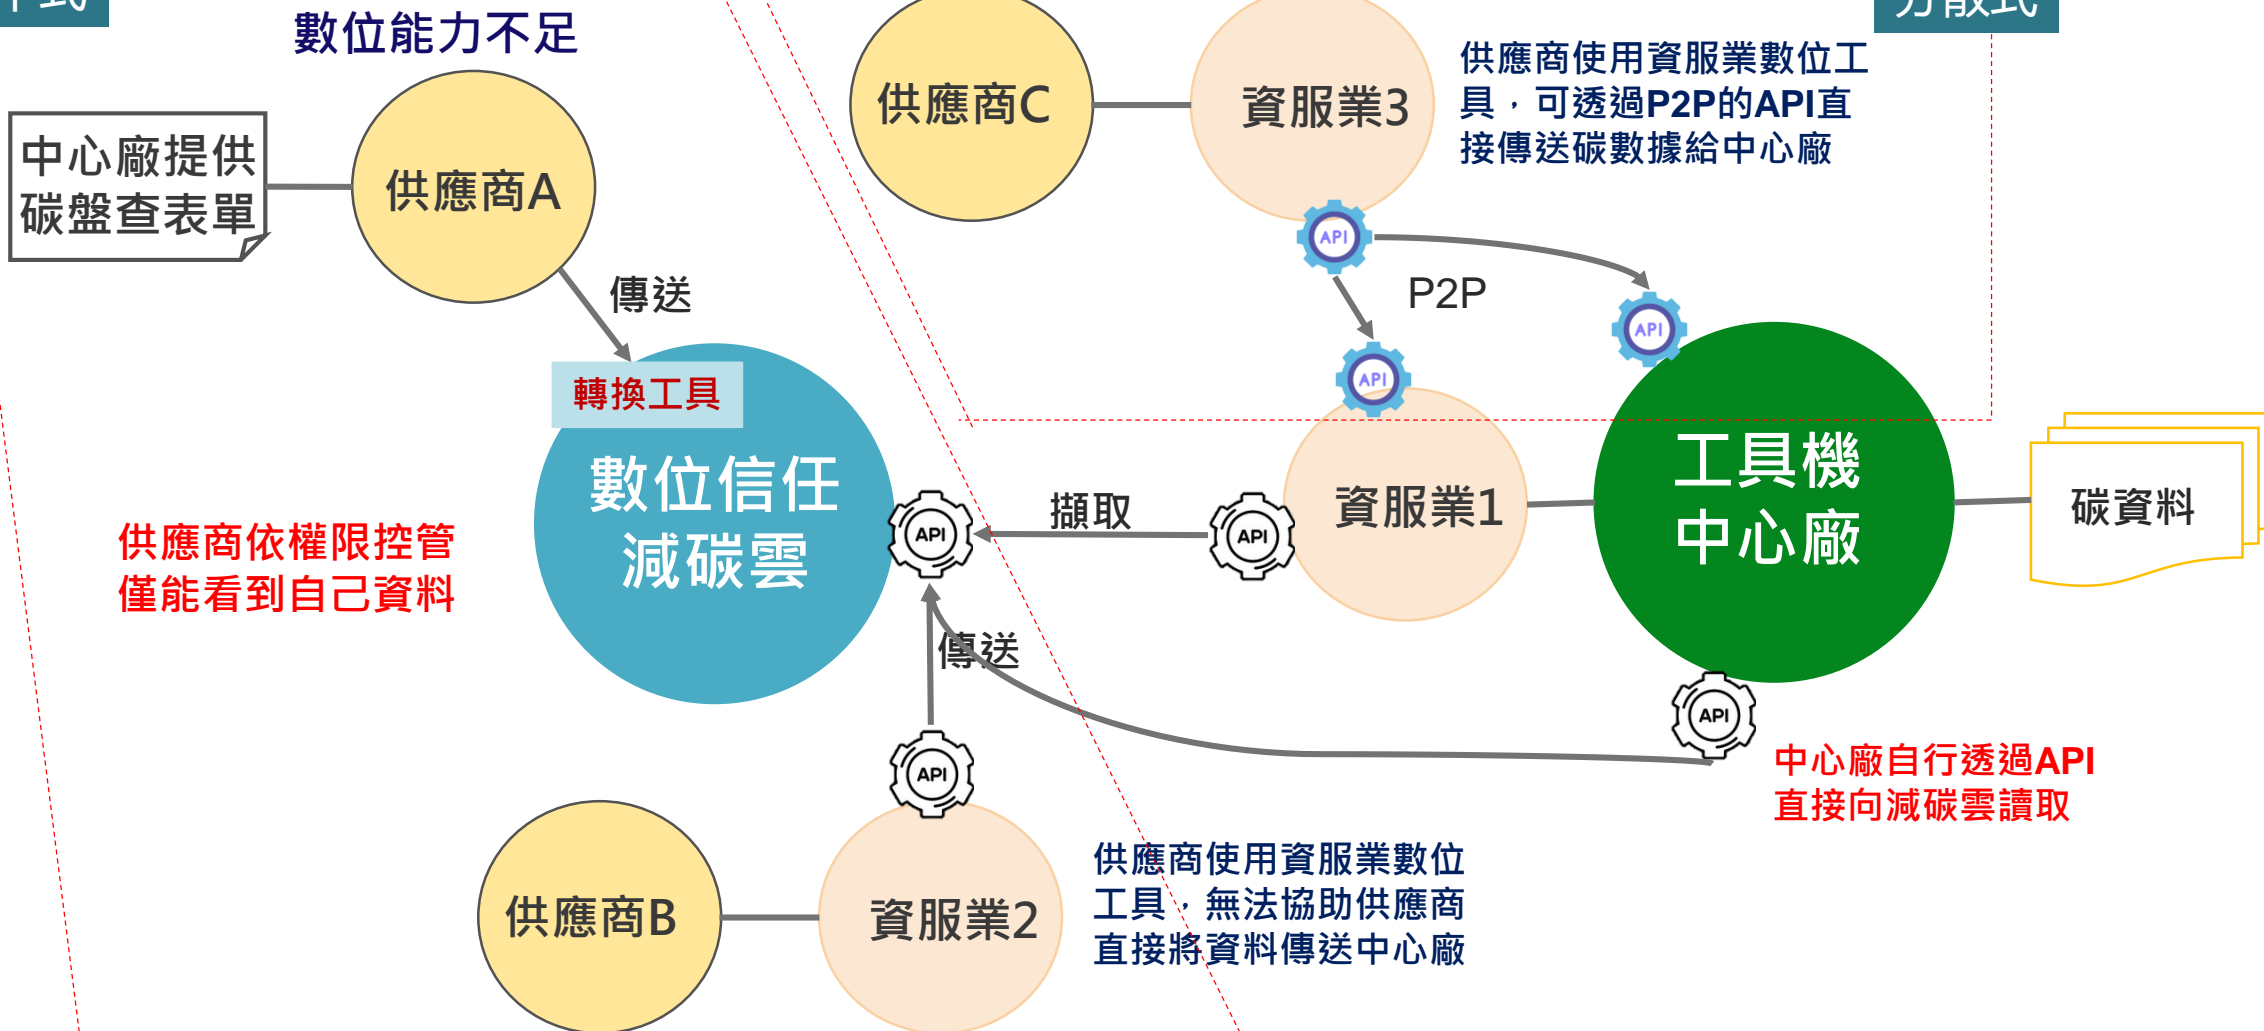 數位能力不足
中心廠提供
碳盤查表單
供應商A
傳送
轉換工具
數位信任
減碳雲
供應商依權限控管
僅能看到自己資料
供應商C
資服業3
分散式
供應商使用資服業數位工
具，可透過P2P的API直
接傳送碳數據給中心廠
API
P2P
API
API
工具機
中心廠
碳資料
資服業1
API
擷取
API
傳送
API
API
中心廠自行透過API
直接向減碳雲讀取
供應商B
資服業2
供應商使用資服業數位
工具，無法協助供應商
直接將資料傳送中心廠